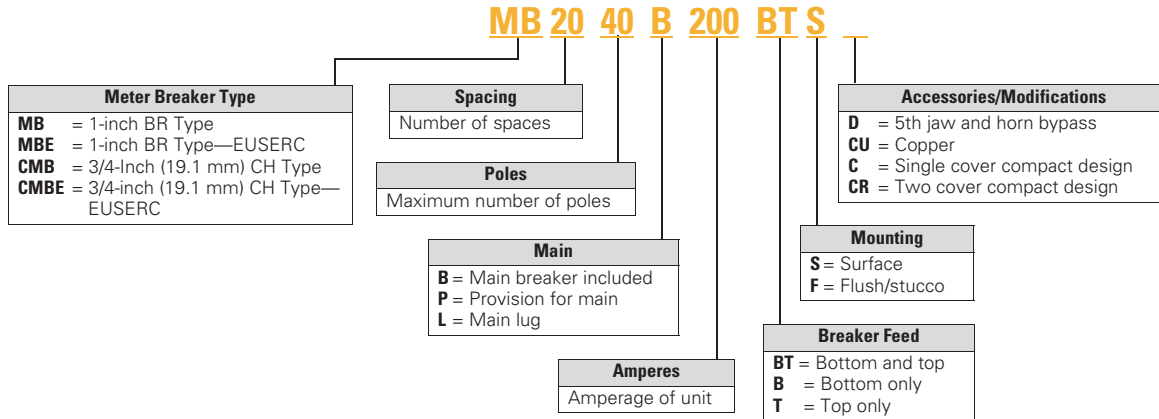 MB 20 40 B 200 BT S _
Meter Breaker Type
MB = 1-inch BR Type
MBE = 1-inch BR Type—EUSERC
CMB = 3/4-Inch (19.1 mm) CH Type
CMBE = 3/4-inch (19.1 mm) CH Type—
EUSERC
Spacing
Number of spaces
Poles
Maximum number of poles
Main
B = Main breaker included
P = Provision for main
L = Main lug
Amperes
Amperage of unit
Accessories/Modifications
D = 5th jaw and horn bypass
CU = Copper
C = Single cover compact design
CR = Two cover compact design
Mounting
S = Surface
F = Flush/stucco
Breaker Feed
BT = Bottom and top
B = Bottom only
T = Top only